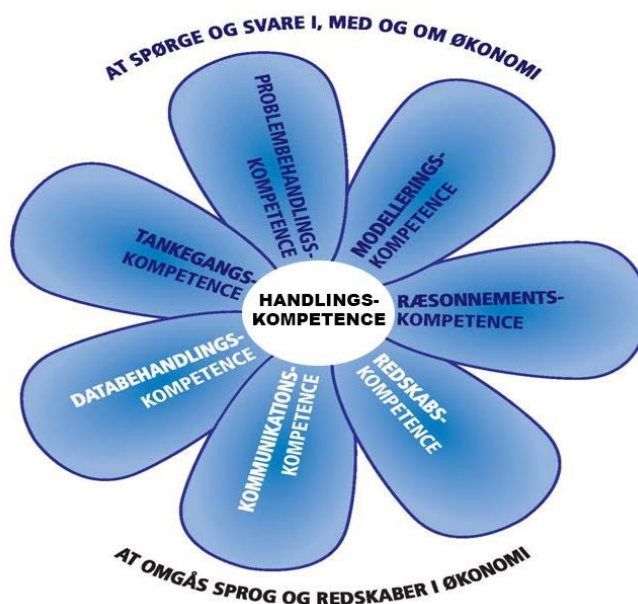 AT SPØRGE OG SVARE I, MED OG OM ØKONOMI
PROBLEMBEHANDLINGS-
KOMPETENCE
MODELLERINGS-
KOMPETENCE
TANKEGANGS-
KOMPETENCE
HANDLINGS-
KOMPETENCE
RÆSONNEMENTS-
KOMPETENCE
DATABEHANDLINGS-
KOMPETENCE
KOMMUNIKATIONS-
KOMPETENCE
REDSKABS-
KOMPETENCE
AT OMGÅS SPROG OG REDSKABER I ØKONOMI